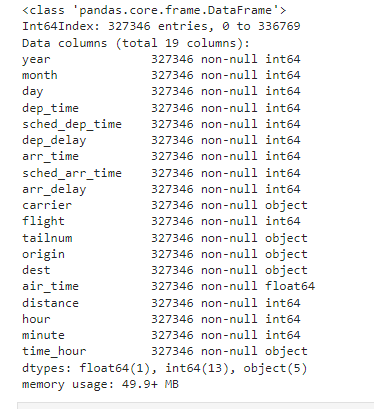 <class 'pandas.core.frame.DataFrame'>
Int64Index: 327346 entries, 0 to 336769
Data columns (total 19 columns):
year              327346 non-null int64
month             327346 non-null int64
day               327346 non-null int64
dep_time          327346 non-null int64
sched_dep_time    327346 non-null int64
dep_delay         327346 non-null int64
arr_time          327346 non-null int64
sched_arr_time    327346 non-null int64
arr_delay         327346 non-null int64
carrier           327346 non-null object
flight            327346 non-null int64
tailnum           327346 non-null object
origin            327346 non-null object
dest              327346 non-null object
air_time          327346 non-null float64
distance          327346 non-null int64
hour              327346 non-null int64
minute            327346 non-null int64
time_hour         327346 non-null object
dtypes: float64(1), int64(13), object(5)
memory usage: 49.9+ MB